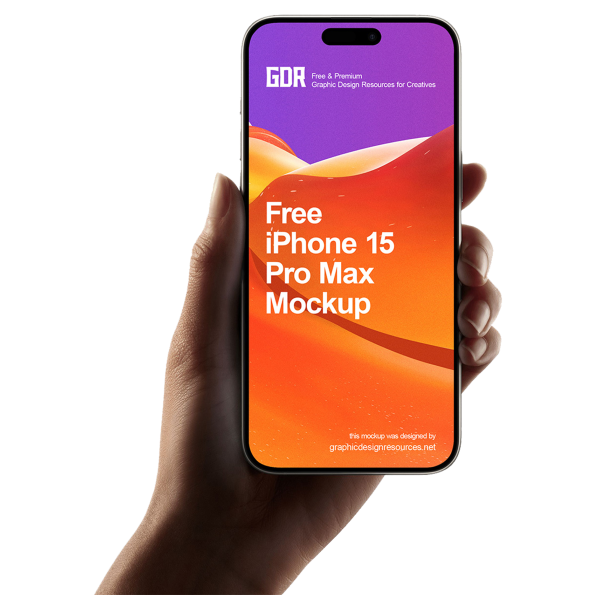 GDR
Free & Premium
Graphic Design Resources for Creatives
Free
iPhone 15
Pro Max
Mockup
this mockup was designed by
graphicdesignresources.net